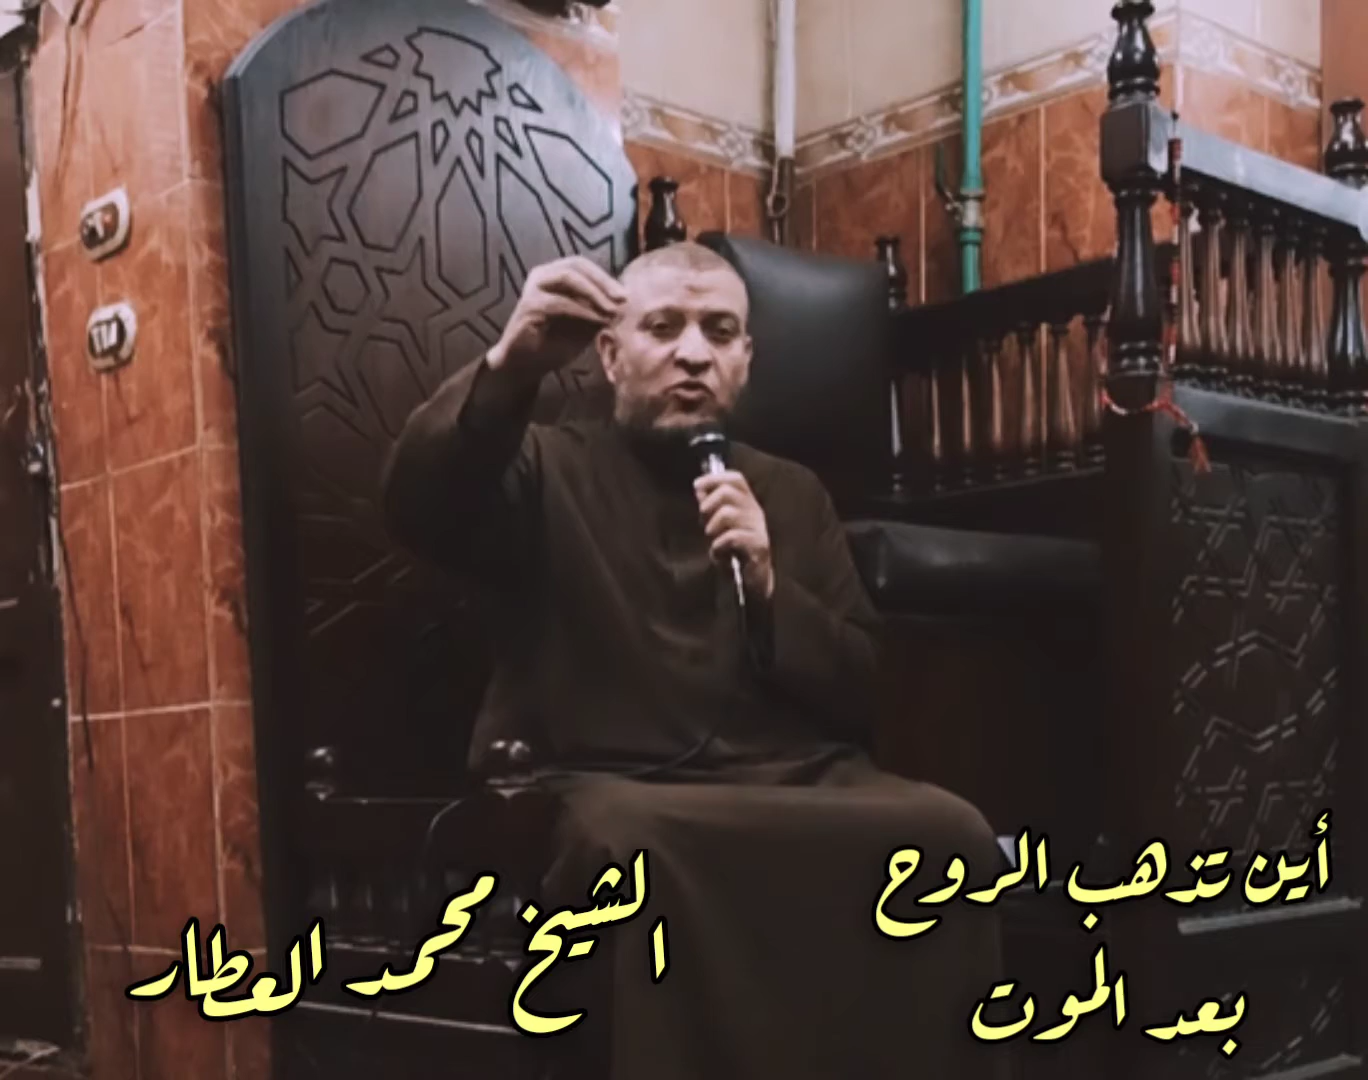 أين تذهب الروح
بعد الموت
الشيخ محمد العطار